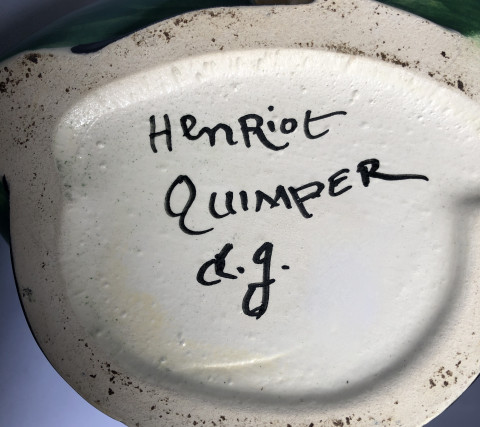 Henriot
QUIMPER
d.g.